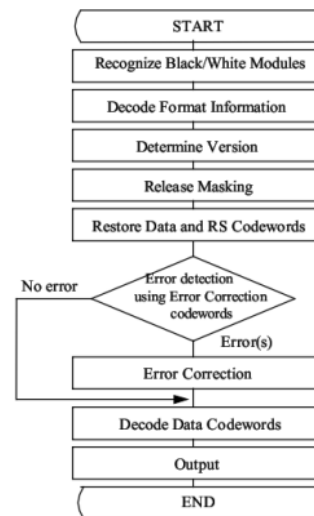 START
Recognize Black/White Modules
Decode Format Information
Determine Version
Release Masking
Restore Data and RS Codewords
No error
Error detection
using Error Correction
codewords
Error(s)
Error Correction
Decode Data Codewords
Output
END